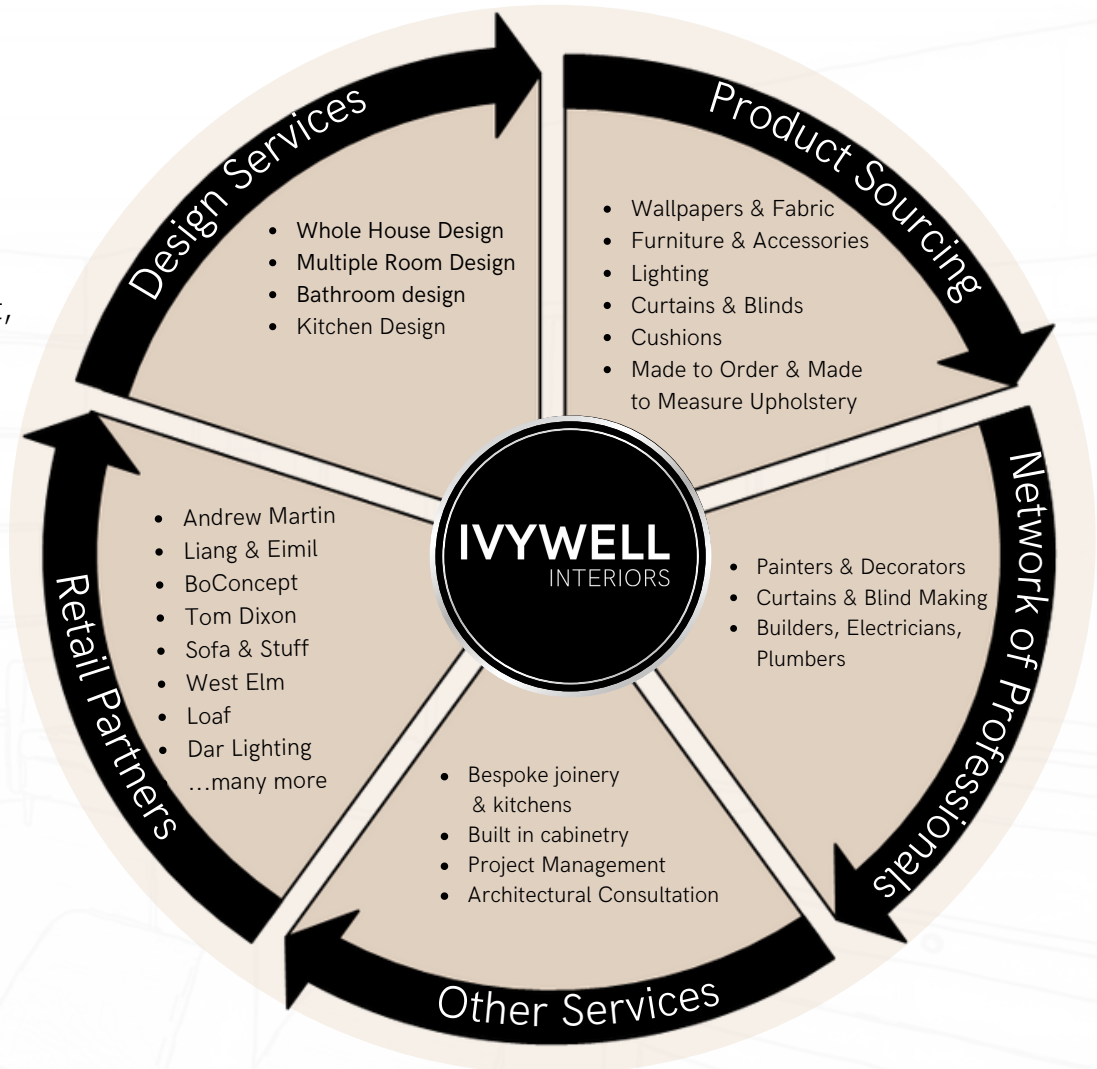 Design Services
• Whole House Design
• Multiple Room Design
• Bathroom design
• Kitchen Design
Product Sourcing
• Wallpapers & Fabric
• Furniture & Accessories
• Lighting
• Curtains & Blinds
• Cushions
• Made to Order & Made
to Measure Upholstery
Network of Professionals
• Painters & Decorators
• Curtains & Blind Making
• Builders, Electricians,
Plumbers
Other Services
• Bespoke joinery
& kitchens
• Built in cabinetry
• Project Management
• Architectural Consultation
Retail Partners
• Andrew Martin
• Liang & Eimil
• BoConcept
• Tom Dixon
• Sofa & Stuff
• West Elm
• Loaf
• Dar Lighting
...many more
IVYWELL
INTERIORS